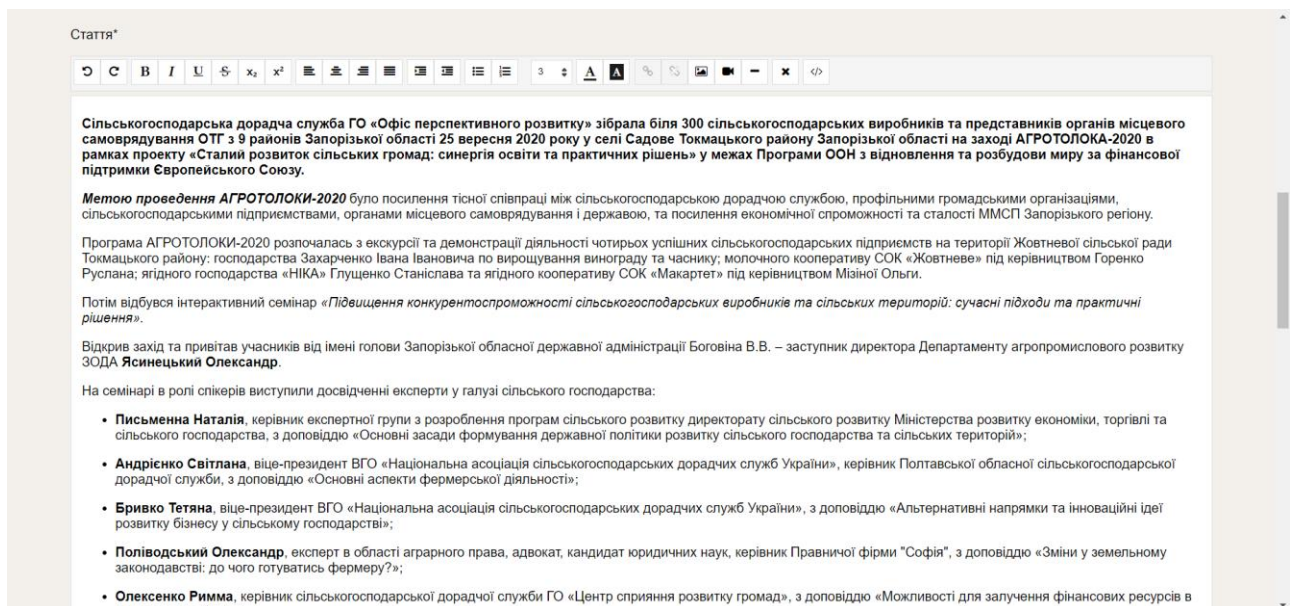 Стаття*
B I U S x₂ x² 3 A A </>
Сільськогосподарська дорадча служба ГО «Офіс перспективного розвитку» зібрала біля 300 сільськогосподарських виробників та представників органів місцевого
самоврядування ОТГ з 9 районів Запорізької області 25 вересня 2020 року у селі Садове Токмацького району Запорізької області на заході АГРОТОЛОКА-2020 в
рамках проекту «Сталий розвиток сільських громад: синергія освіти та практичних рішень» у межах Програми ООН з відновлення та розбудови миру за фінансової
підтримки Європейського Союзу.
Метою проведення АГРОТОЛОКИ-2020 було посилення тісної співпраці між сільськогосподарською дорадчою службою, профільними громадськими організаціями,
сільськогосподарськими підприємствами, органами місцевого самоврядування і державою, та посилення економічної спроможності та сталості ММСП Запорізького регіону.
Програма АГРОТОЛОКИ-2020 розпочалась з екскурсії та демонстрації діяльності чотирьох успішних сільськогосподарських підприємств на території Жовтневої сільської ради
Токмацького району: господарства Захарченко Івана Івановича по вирощування винограду та часнику; молочного кооперативу СОК «Жовтневе» під керівництвом Горенко
Руслана; ягідного господарства «НІКА» Глущенко Станіслава та ягідного кооперативу СОК «Макартет» під керівництвом Мізіної Ольги.
Потім відбувся інтерактивний семінар «Підвищення конкурентоспроможності сільськогосподарських виробників та сільських територій: сучасні підходи та практичні
рішення».
Відкрив захід та привітав учасників від імені голови Запорізької обласної державної адміністрації Боговіна В.В. – заступник директора Департаменту агропромислового розвитку
ЗОДА Ясинецький Олександр.
На семінарі в ролі спікерів виступили досвідченні експерти у галузі сільського господарства:
• Письменна Наталія, керівник експертної групи з розроблення програм сільського розвитку директорату сільського розвитку Міністерства розвитку економіки, торгівлі та
сільського господарства, з доповіддю «Основні засади формування державної політики розвитку сільського господарства та сільських територій»;
• Андрієнко Світлана, віце-президент ВГО «Національна асоціація сільськогосподарських дорадчих служб України», керівник Полтавської обласної сільськогосподарської
дорадчої служби, з доповіддю «Основні аспекти фермерської діяльності»;
• Бривко Тетяна, віце-президент ВГО «Національна асоціація сільськогосподарських дорадчих служб України», з доповіддю «Альтернативні напрямки та інноваційні ідеї
розвитку бізнесу у сільському господарстві»;
• Поліводський Олександр, експерт в області аграрного права, адвокат, кандидат юридичних наук, керівник Правничої фірми "Софія", з доповіддю «Зміни у земельному
законодавстві: до чого готуватись фермеру?»;
• Олексенко Римма, керівник сільськогосподарської дорадчої служби ГО «Центр сприяння розвитку громад», з доповіддю «Можливості для залучення фінансових ресурсів в